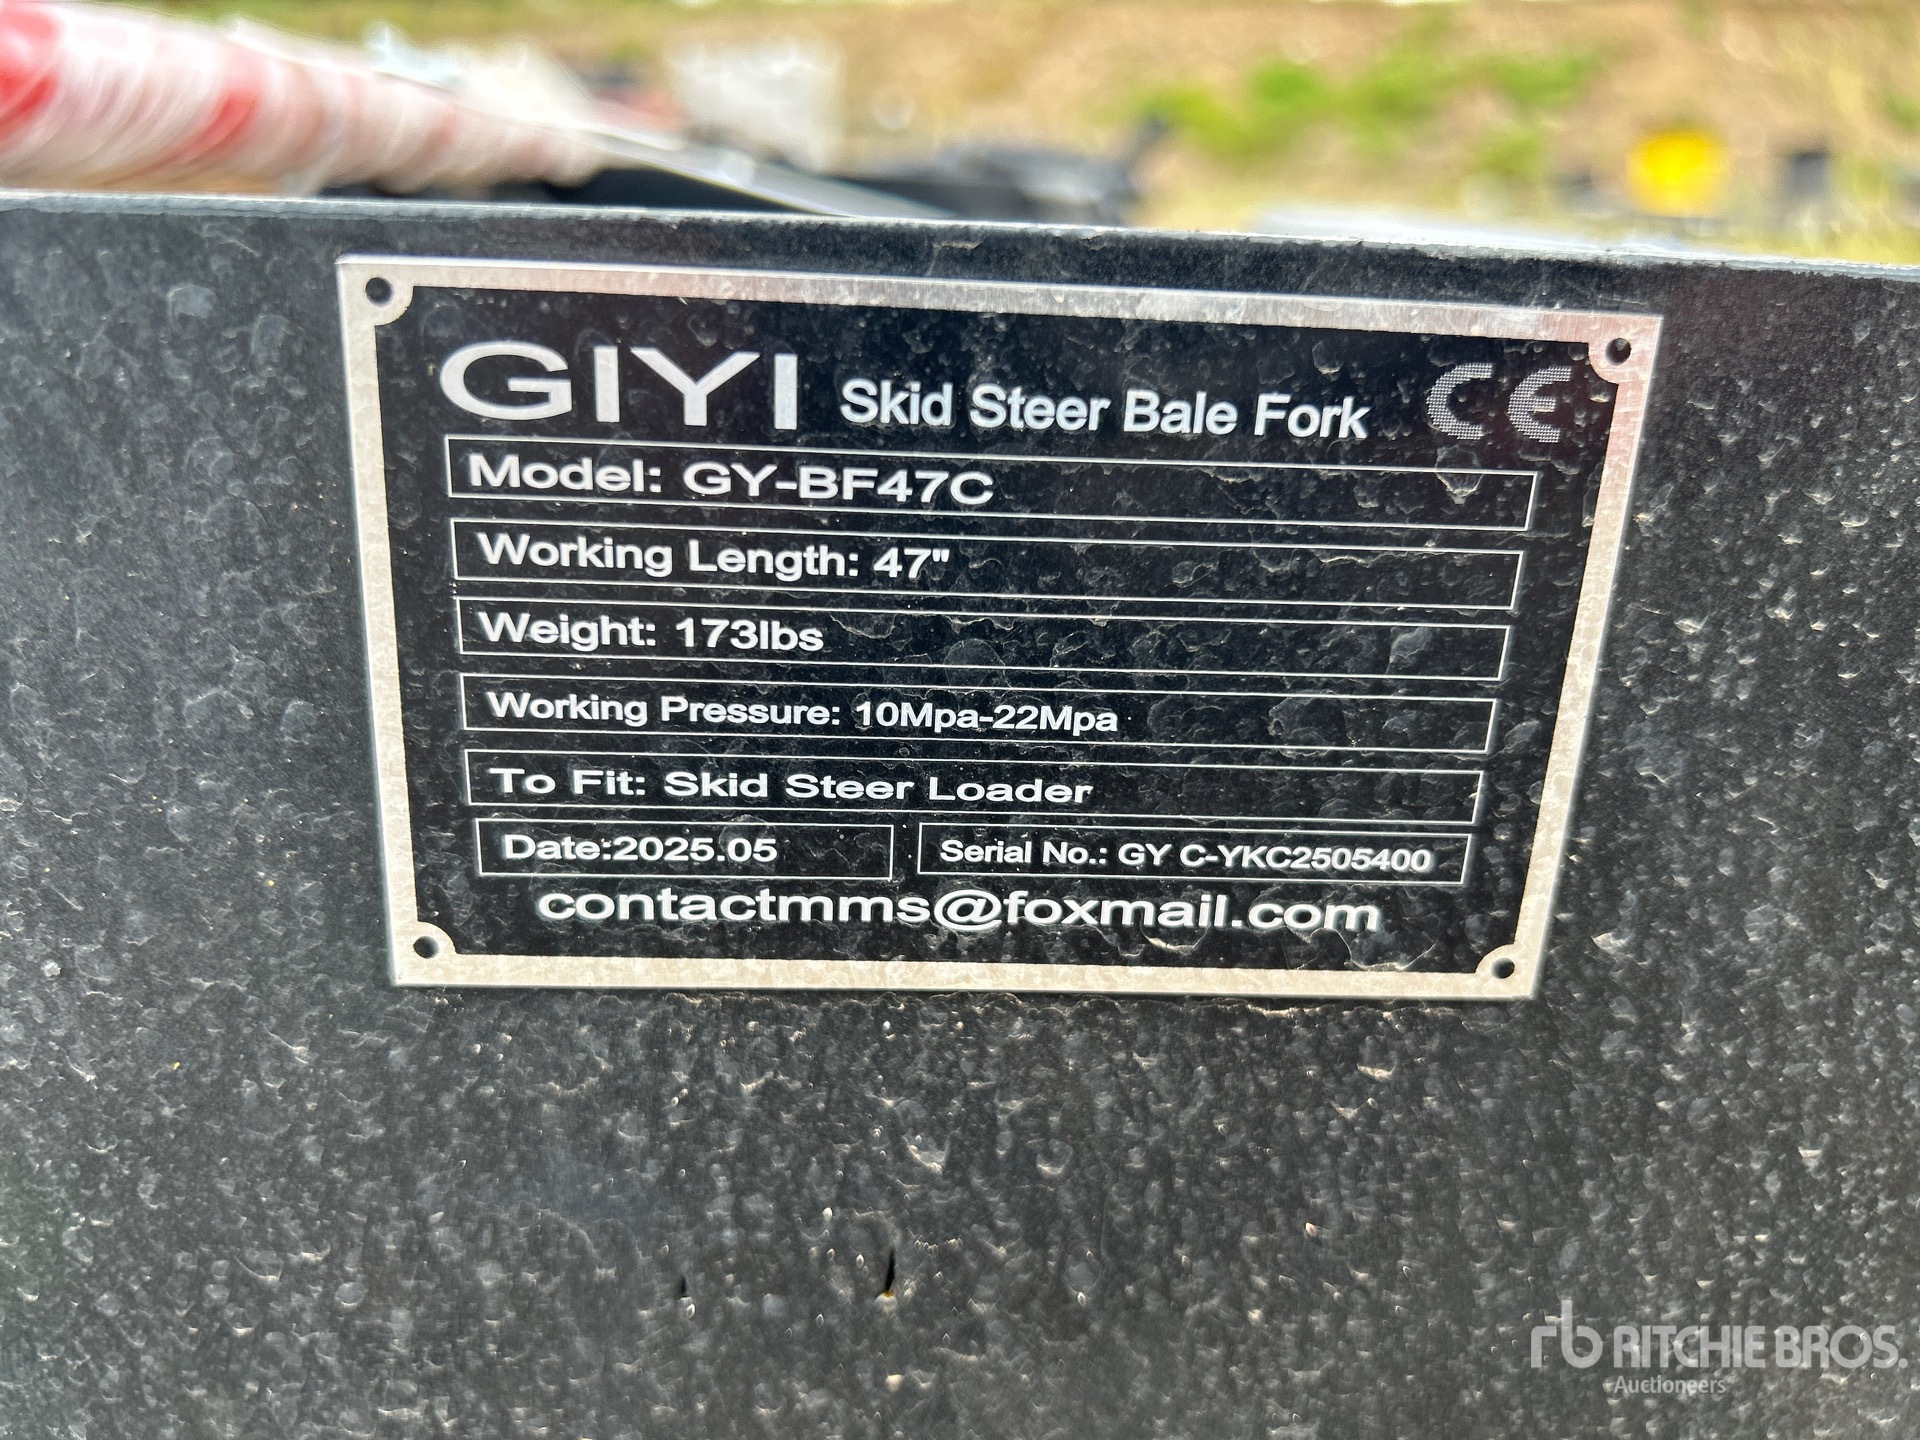 GIYI Skid Steer Bale Fork CE
Model: GY-BF47C
Working Length: 47"
Weight: 173lbs
Working Pressure: 10Mpa-22Mpa
To Fit: Skid Steer Loader
Date:2025.05 Serial No.: GY C-YKC2505400
contactmms@foxmail.com
rb RITCHIE BROS.
Auctioneers